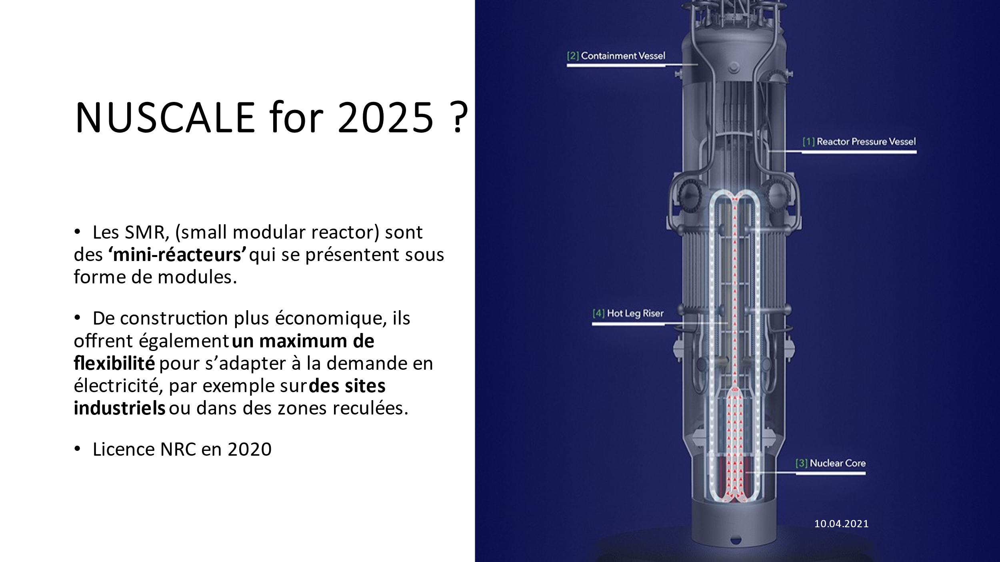 NUSCALE for 2025 ?
• Les SMR, (small modular reactor) sont
des ‘mini-réacteurs’ qui se présentent sous
forme de modules.
• De construction plus économique, ils
offrent également un maximum de
flexibilité pour s’adapter à la demande en
électricité, par exemple sur des sites
industriels ou dans des zones reculées.
• Licence NRC en 2020
[2] Containment Vessel
[1] Reactor Pressure Vessel
[4] Hot Leg Riser
[3] Nuclear Core
10.04.2021